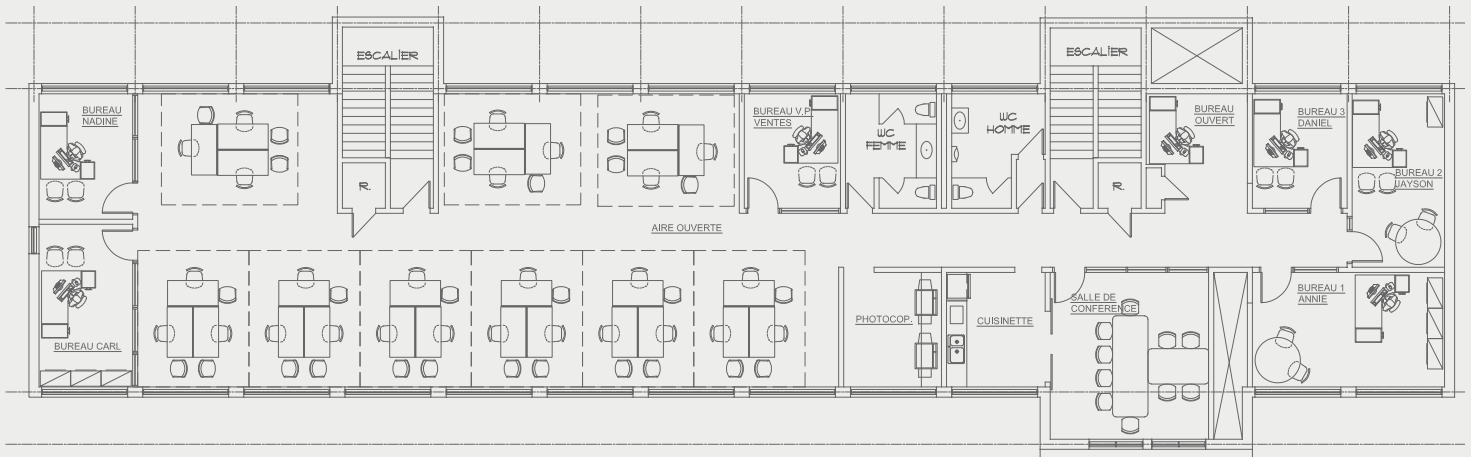 ESCALIER
ESCALIER
BUREAU
NADINE
BUREAU V.P.
VENTES
WC
FEMME
WC
HOMME
BUREAU
OUVERT
BUREAU 3
DANIEL
BUREAU 2
JAYSON
R.
R.
AIRE OUVERTE
BUREAU CARL
PHOTOCOP.
CUISINETTE
SALLE DE
CONFERENCE
BUREAU 1
ANNIE